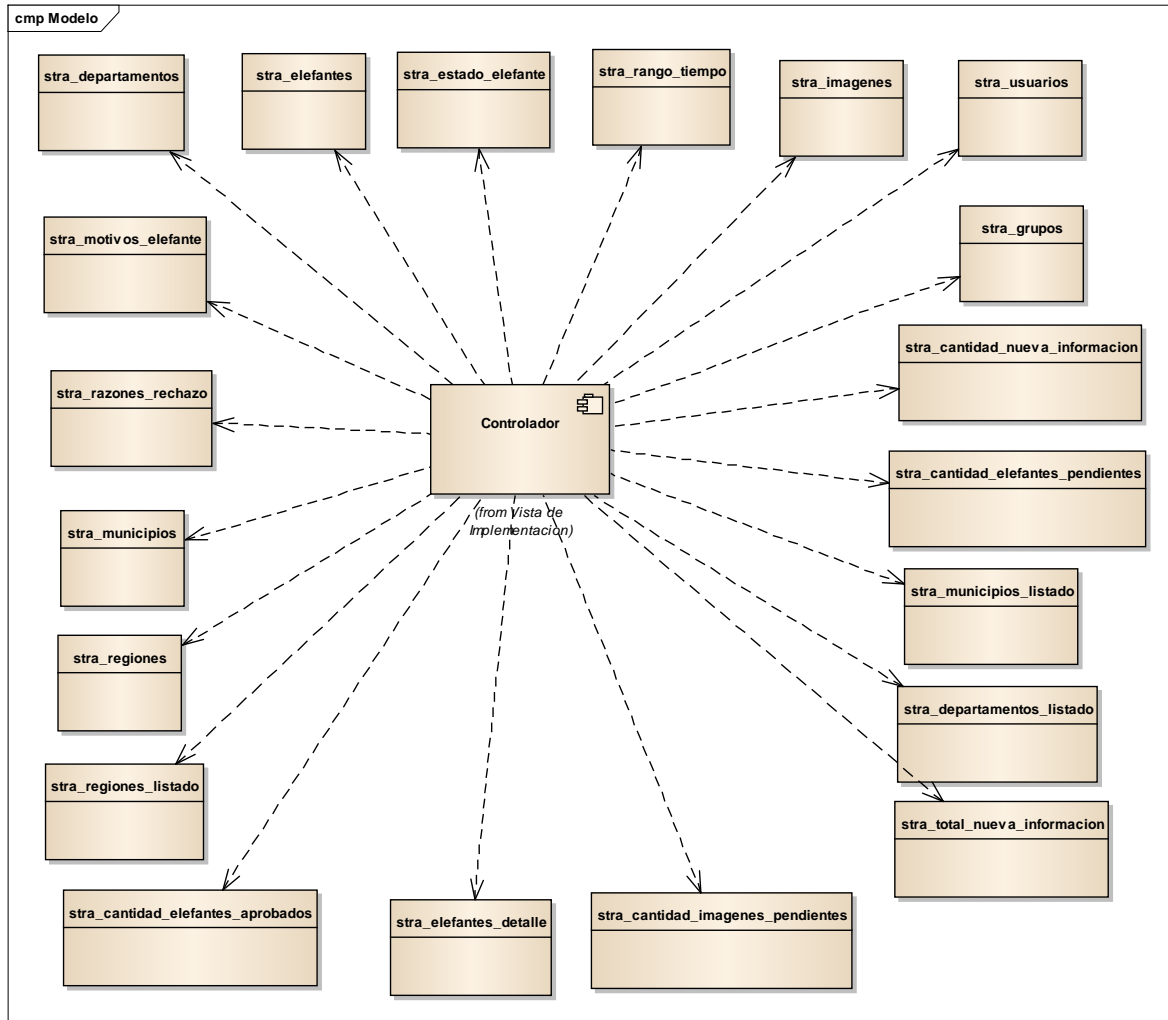 cmp Modelo
stra_departamentos
stra_elefantes
stra_estado_elefante
stra_rango_tiempo
stra_imagenes
stra_usuarios
stra_motivos_elefante
stra_grupos
stra_cantidad_nueva_informacion
stra_razones_rechazo
Controlador
(from Vista de
Implementacion)
stra_cantidad_elefantes_pendientes
stra_municipios
stra_municipios_listado
stra_regiones
stra_departamentos_listado
stra_regiones_listado
stra_total_nueva_informacion
stra_cantidad_elefantes_aprobados
stra_elefantes_detalle
stra_cantidad_imagenes_pendientes